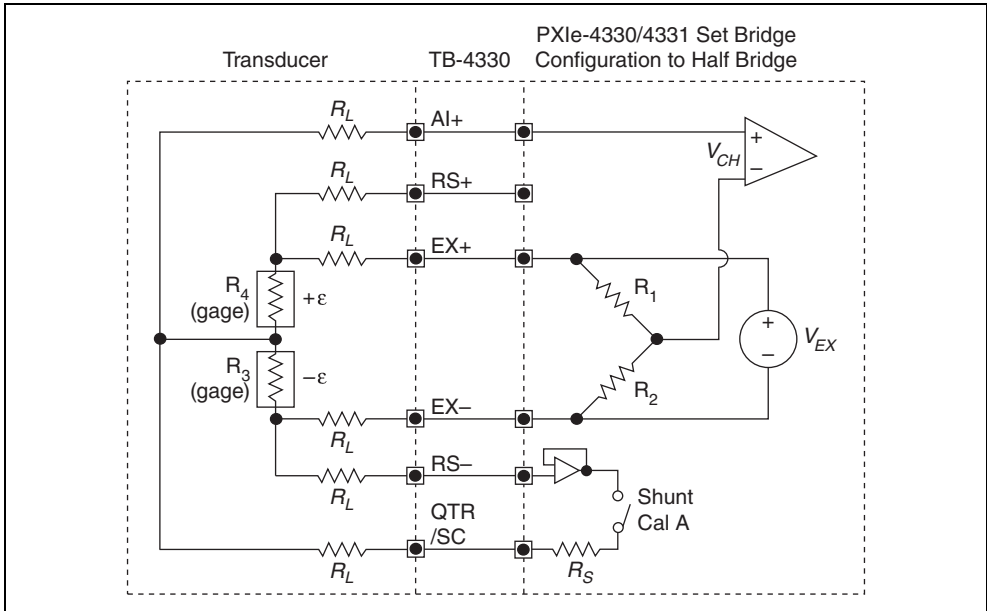 PXIe-4330/4331 Set Bridge
Transducer TB-4330 Configuration to Half Bridge
R_L AI+
+
V_CH
−
R_L RS+
R_L EX+
R_4
(gage)
+ε
R_1
+
V_EX
−
R_3
(gage)
−ε
R_2
EX−
R_L
RS−
R_L
Shunt
Cal A
QTR
/SC
R_L
R_S